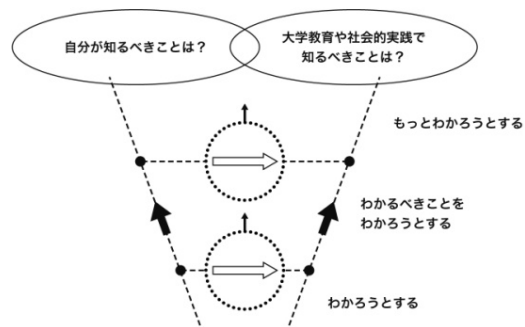 自分が知るべきことは？
大学教育や社会的実践で
知るべきことは？
もっとわかろうとする
わかるべきことを
わかろうとする
わかろうとする